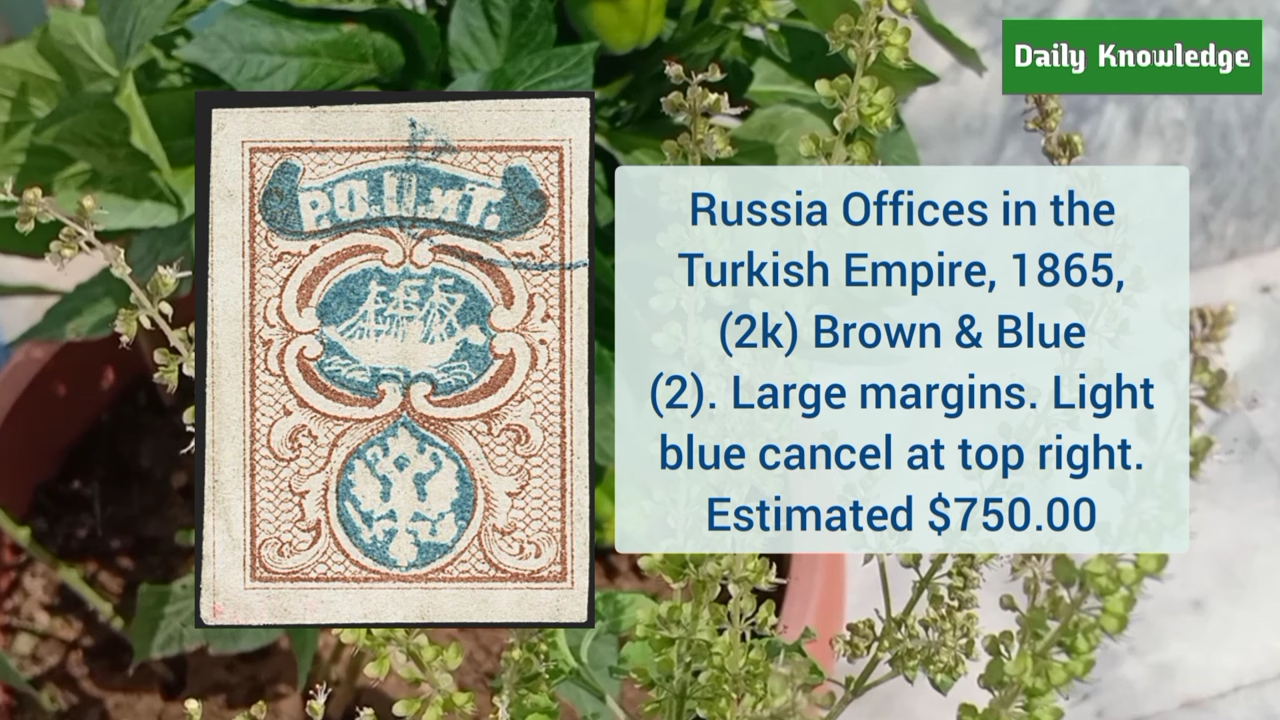 Daily Knowledge
Р.О.П.иТ.
Russia Offices in the
Turkish Empire, 1865,
(2k) Brown & Blue
(2). Large margins. Light
blue cancel at top right.
Estimated $750.00